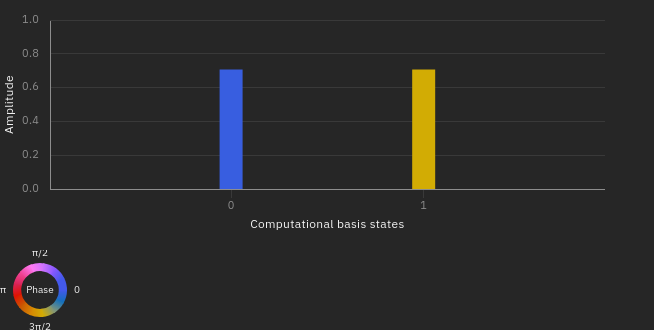 1.0
0.8
0.6
0.4
0.2
0.0
Amplitude
0
1
Computational basis states
π/2
π
Phase
0
3π/2